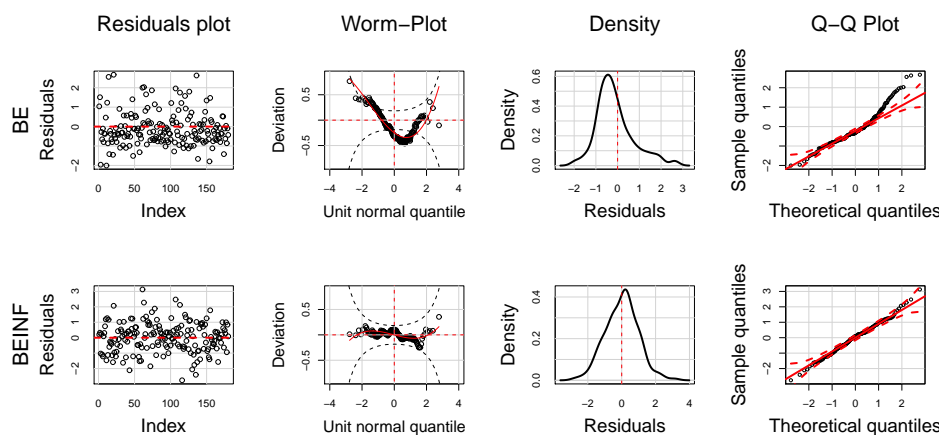 Residuals plot Worm−Plot Density Q−Q Plot
BE
Residuals
−2 0 1 2
0 50 100 150
Index
Deviation
−0.5 0.5
−4 −2 0 2 4
Unit normal quantile
Density
0.0 0.2 0.4 0.6
−2 −1 0 1 2 3
Residuals
Sample quantiles
−2 0 1 2
−2 −1 0 1 2
Theoretical quantiles
BEINF
Residuals
−2 0 1 2 3
0 50 100 150
Index
Deviation
−0.5 0.5
−4 −2 0 2 4
Unit normal quantile
Density
0.0 0.2 0.4
−2 0 2 4
Residuals
Sample quantiles
−2 0 1 2 3
−2 −1 0 1 2
Theoretical quantiles